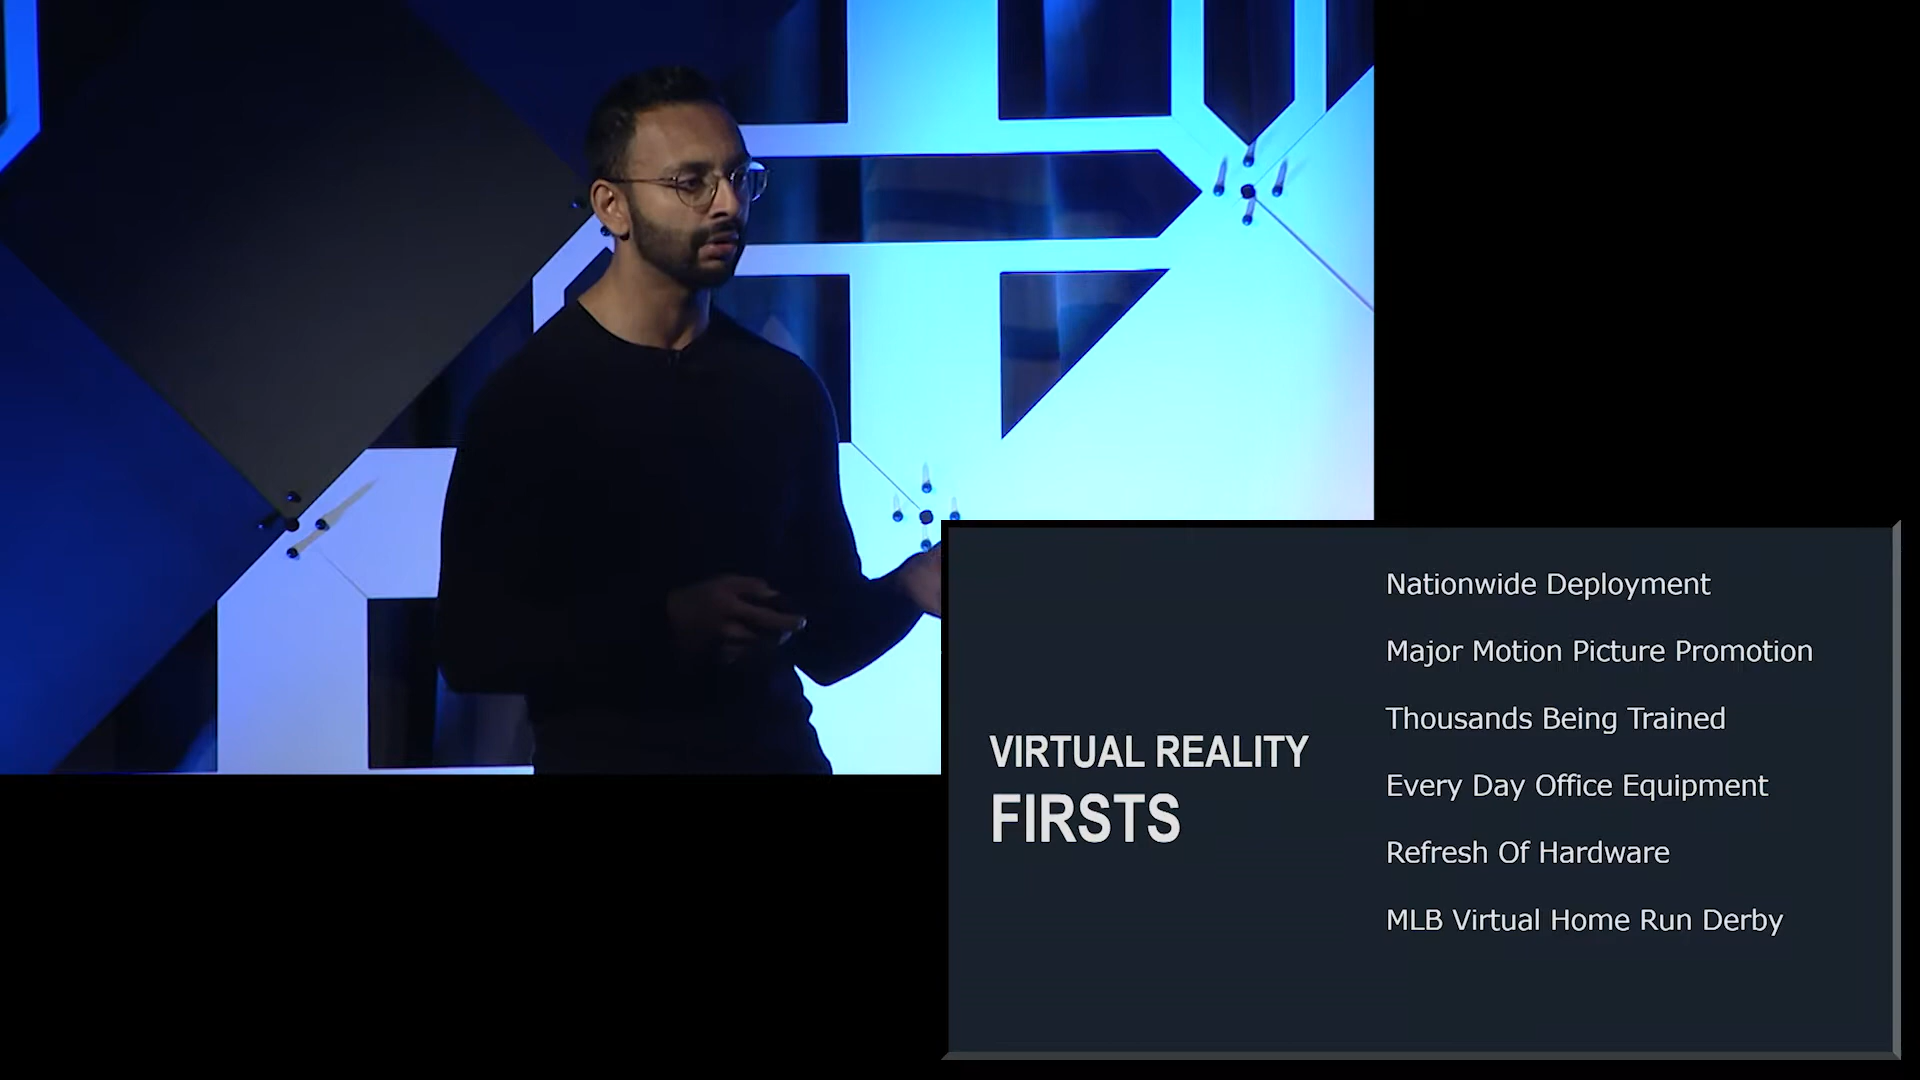 VIRTUAL REALITY
FIRSTS
Nationwide Deployment
Major Motion Picture Promotion
Thousands Being Trained
Every Day Office Equipment
Refresh Of Hardware
MLB Virtual Home Run Derby